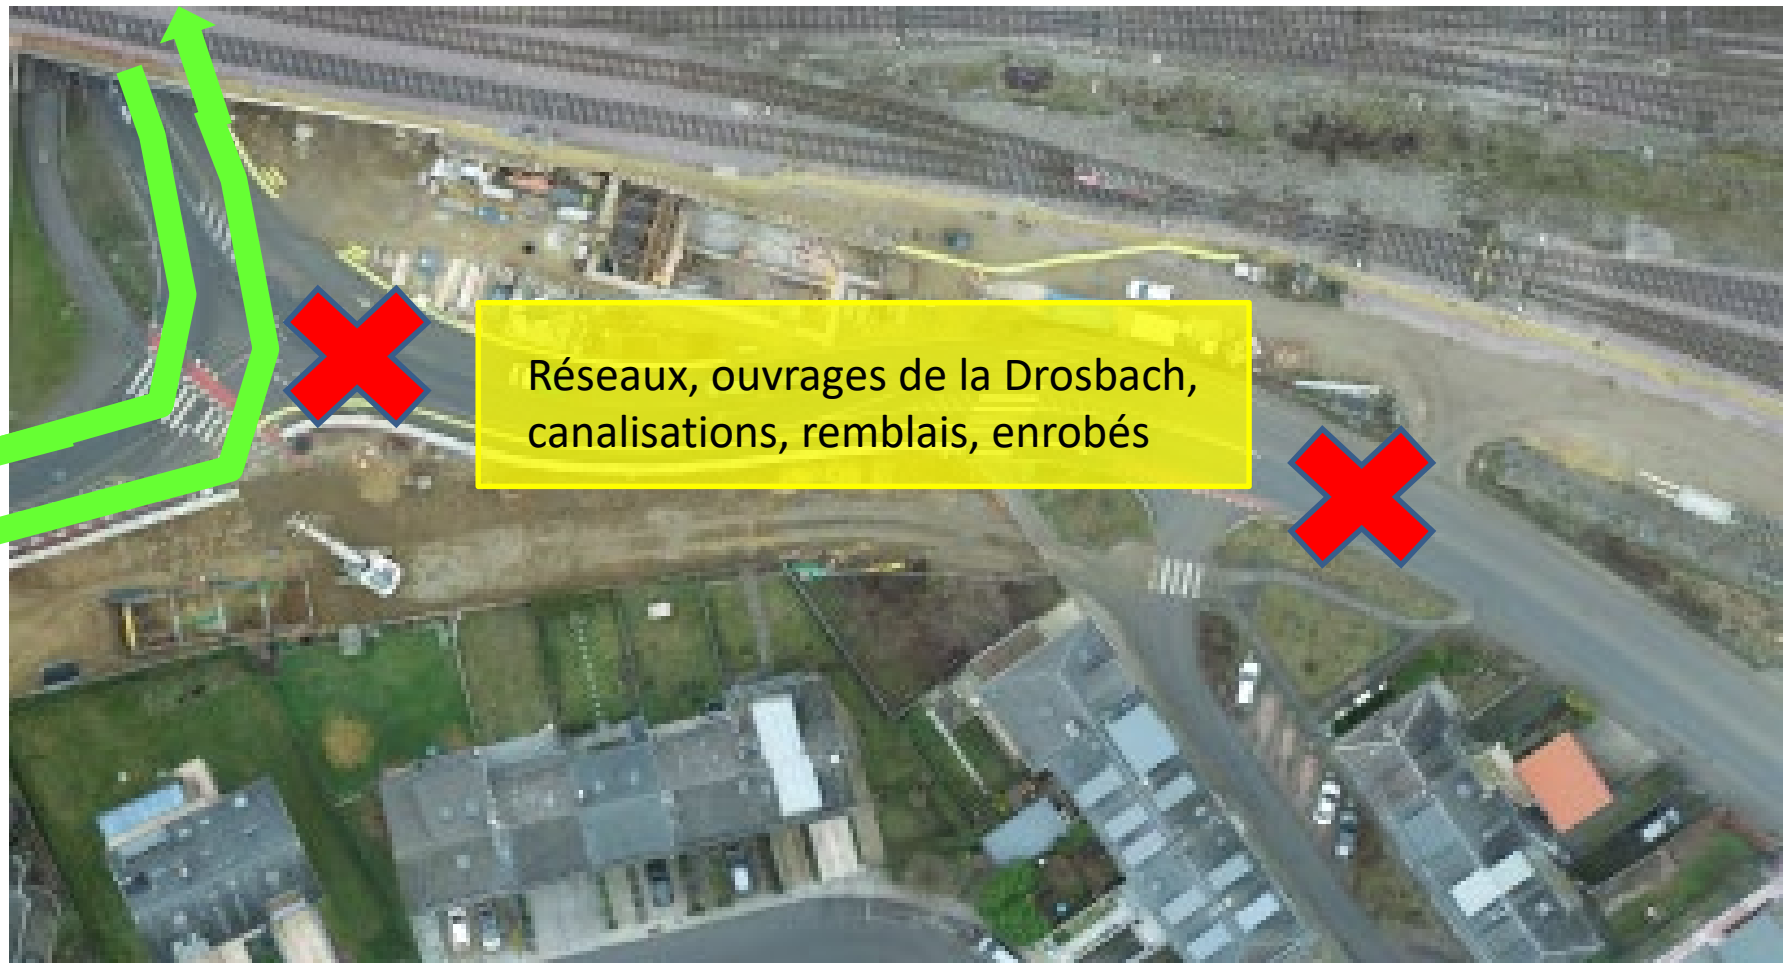 Réseaux, ouvrages de la Drosbach,
canalisations, remblais, enrobés